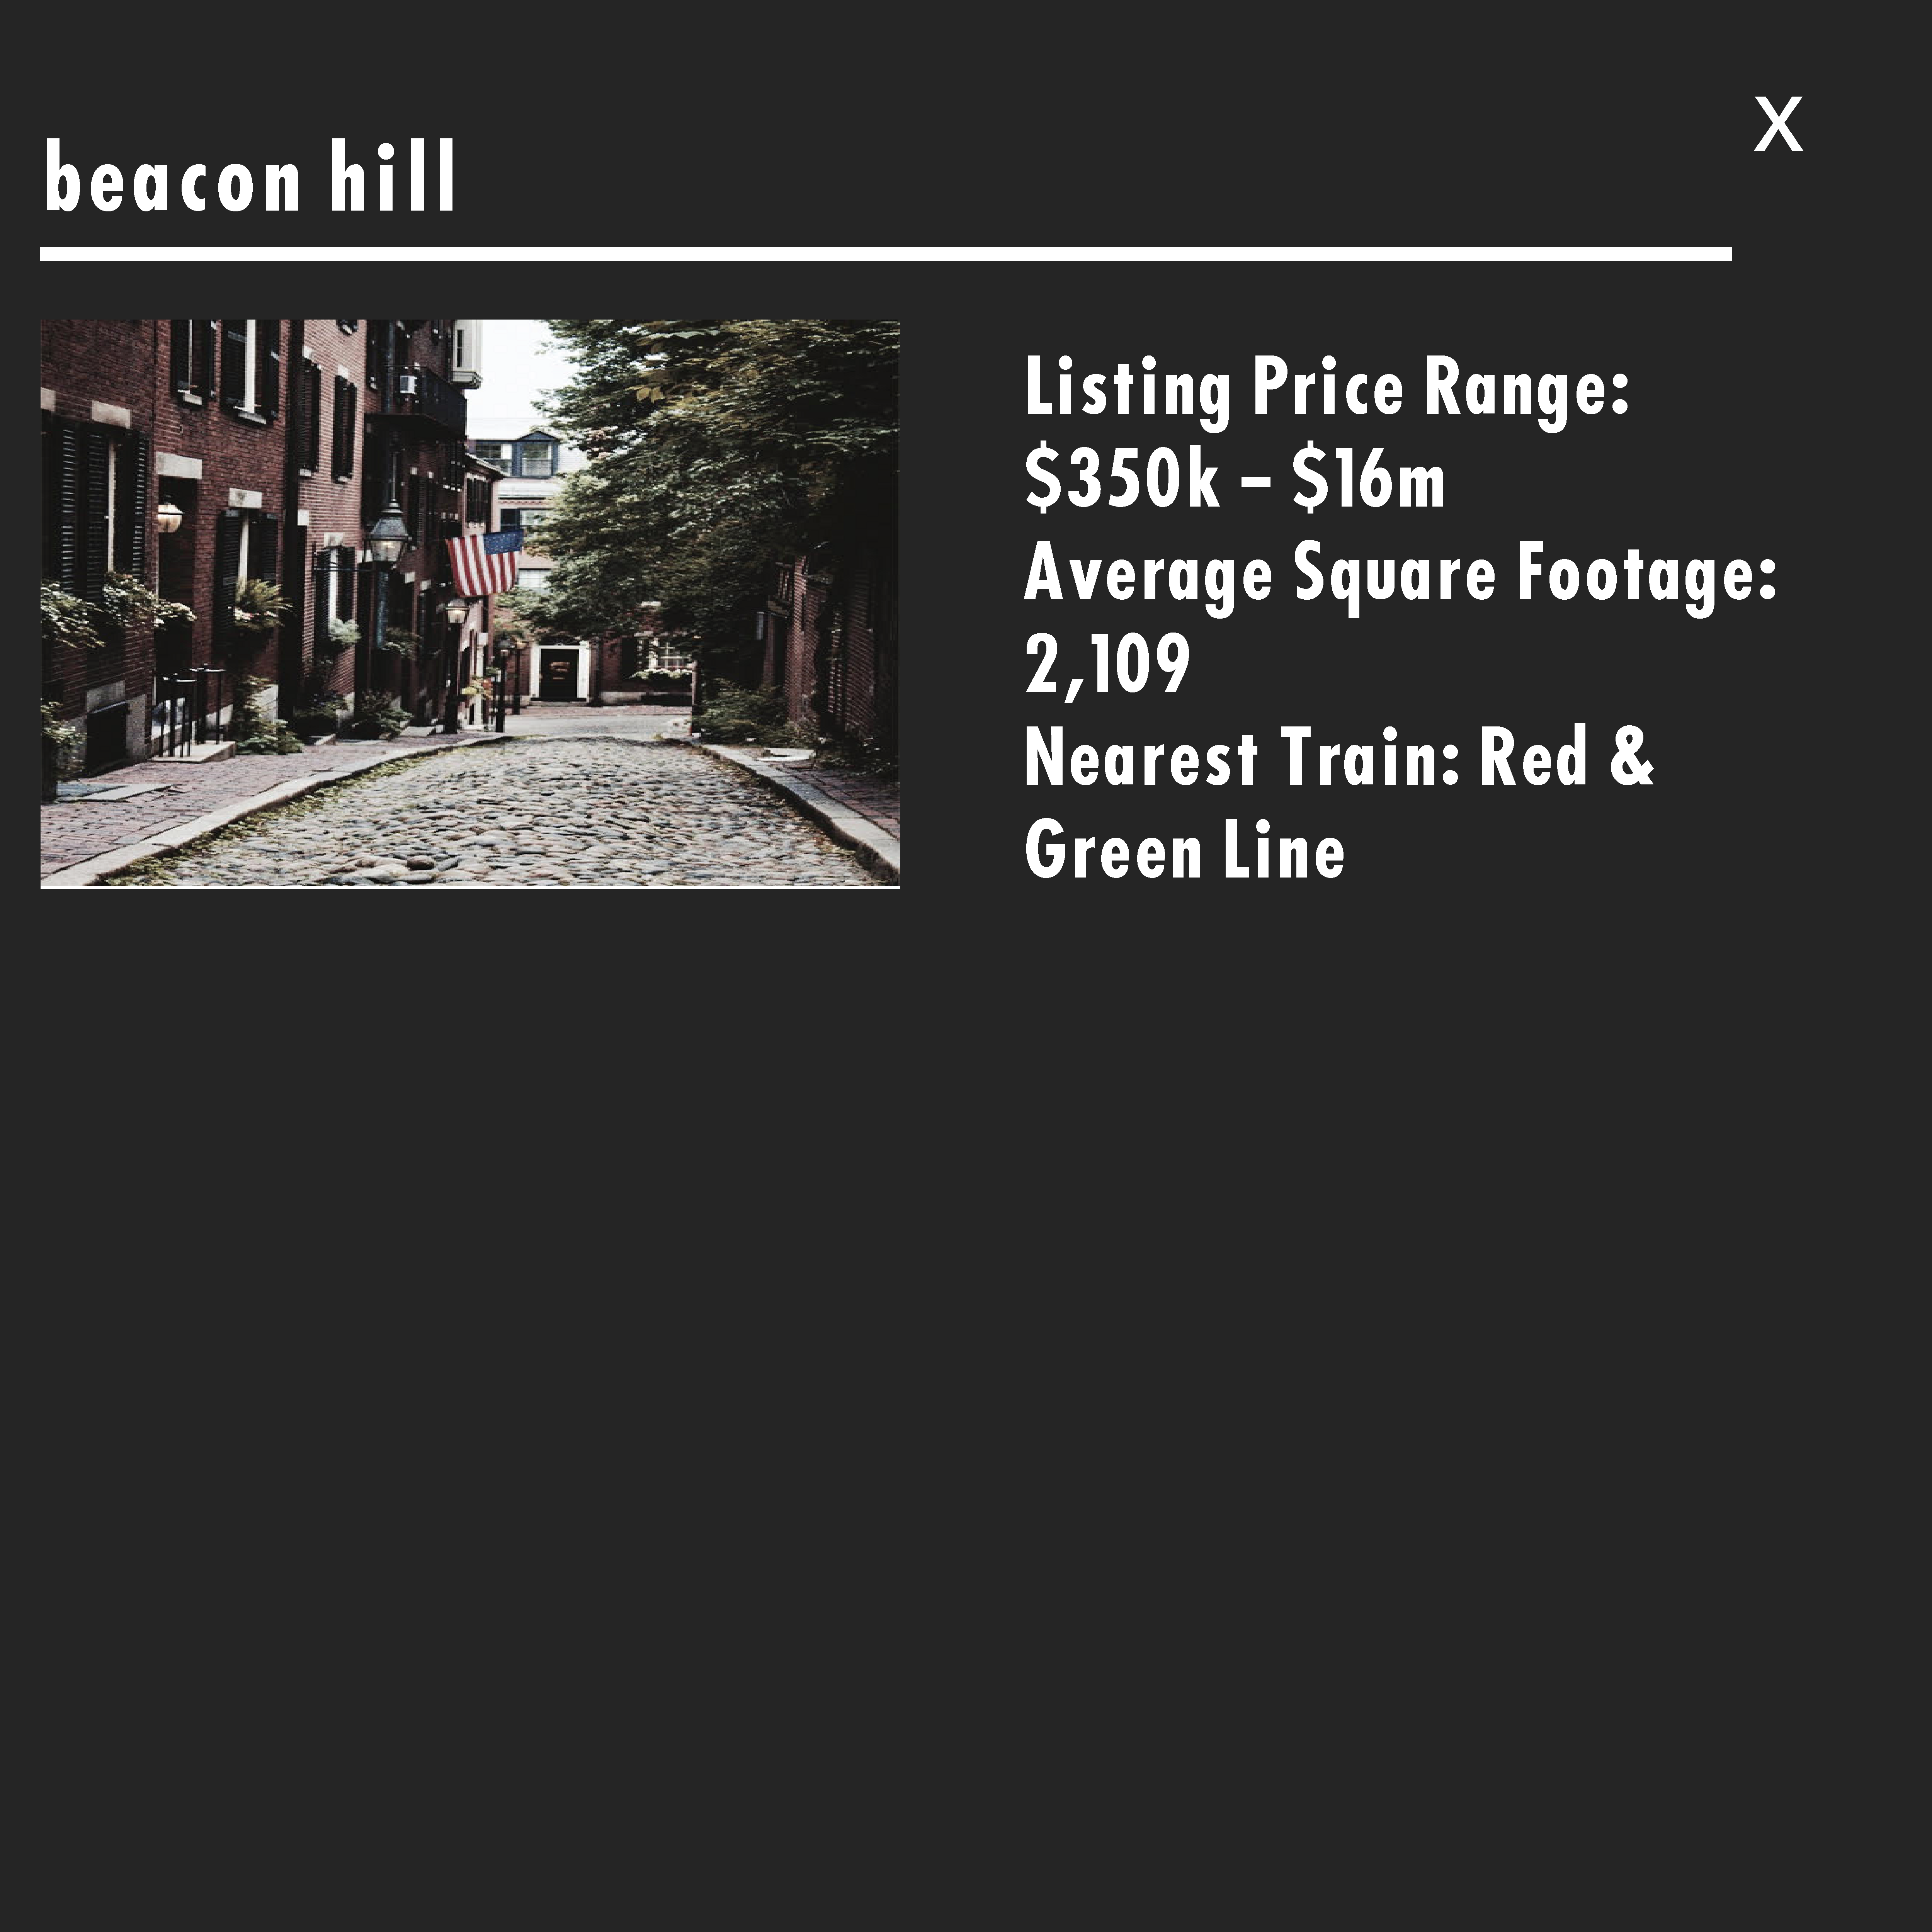 X
beacon hill
Listing Price Range:
$350k – $16m
Average Square Footage:
2,109
Nearest Train: Red &
Green Line